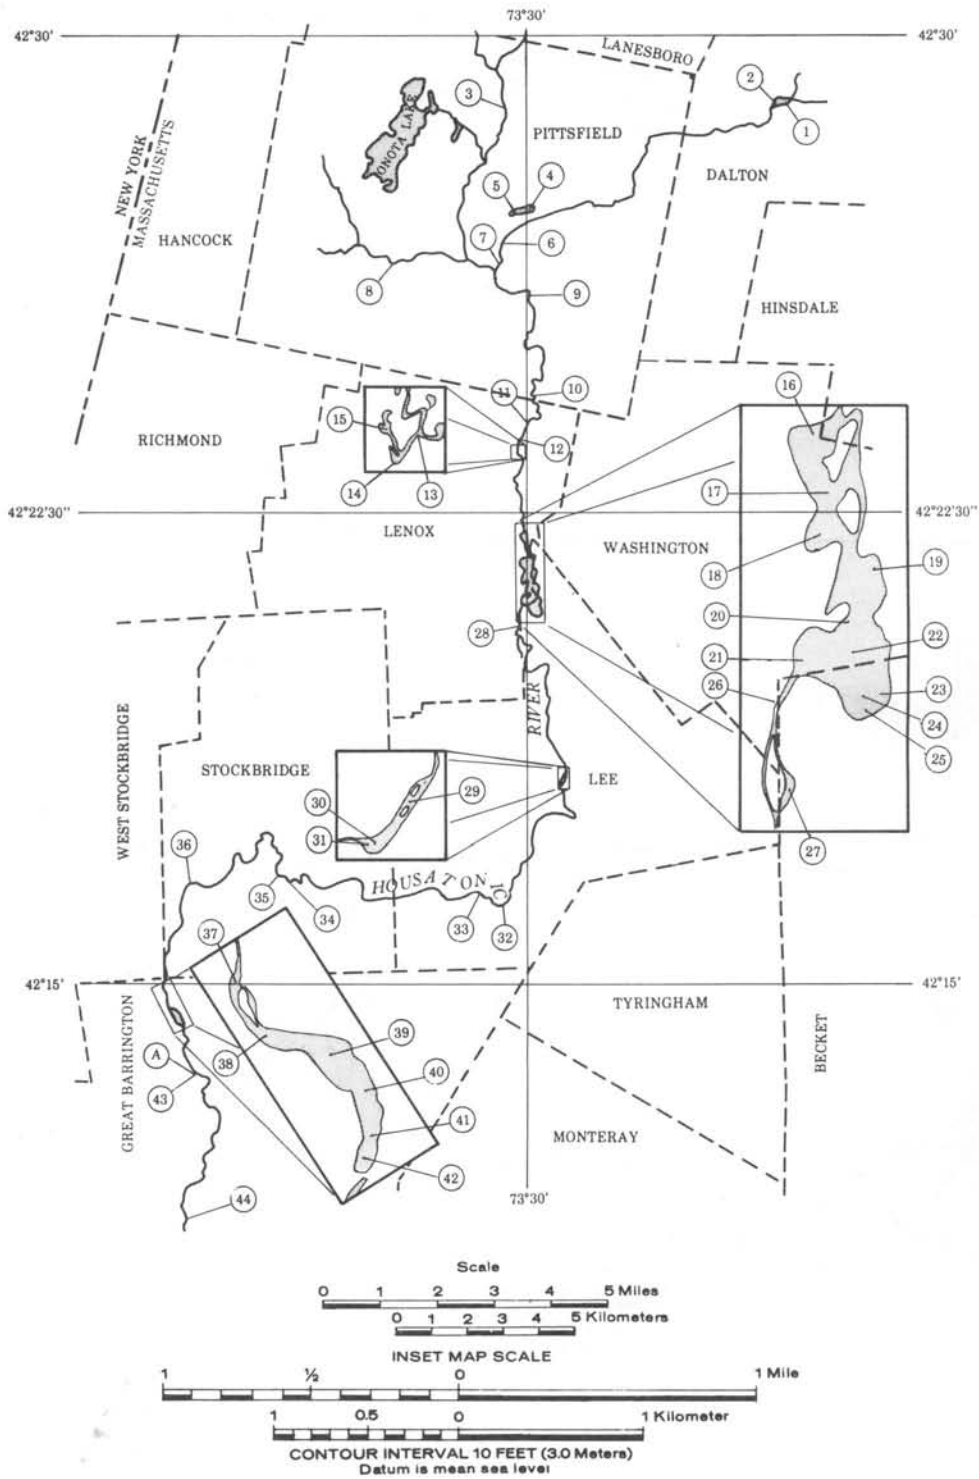 73°30'
42°30'
42°30'
LANESBORO
2
3
1
ONOTA LAKE
PITTSFIELD
NEW YORK
MASSACHUSETTS
DALTON
5
4
HANCOCK
7
6
8
9
HINSDALE
10
11
16
15
RICHMOND
12
14
13
17
42°22'30"
42°22'30"
LENOX
WASHINGTON
18
19
20
28
22
21
26
23
RIVER
24
25
STOCKBRIDGE
LEE
30
29
31
WEST STOCKBRIDGE
27
36
HOUSATONIC
35
34
33
32
37
42°15'
42°15'
TYRINGHAM
GREAT BARRINGTON
BECKET
39
A
38
40
43
41
MONTERAY
42
44
73°30'
Scale
0 1 2 3 4 5 Miles
0 1 2 3 4 5 Kilometers
INSET MAP SCALE
1 ½ 0 1 Mile
1 0.5 0 1 Kilometer
CONTOUR INTERVAL 10 FEET (3.0 Meters)
Datum is mean sea level